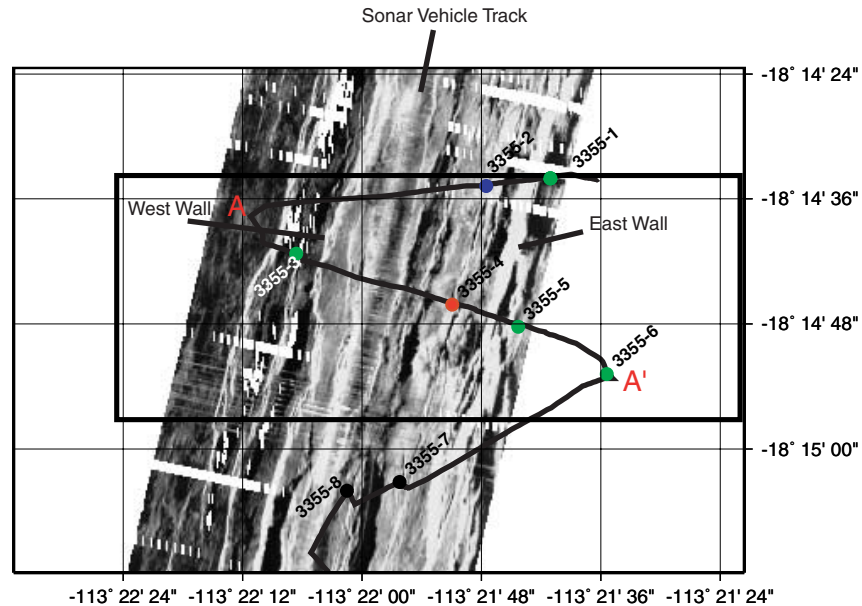 Sonar Vehicle Track
-18° 14' 24"
3355-2
3355-1
-18° 14' 36"
A
West Wall
East Wall
3355-3
3355-4
3355-5
-18° 14' 48"
3355-6
A'
-18° 15' 00"
3355-7
3355-8
-113° 22' 24" -113° 22' 12" -113° 22' 00" -113° 21' 48" -113° 21' 36" -113° 21' 24"